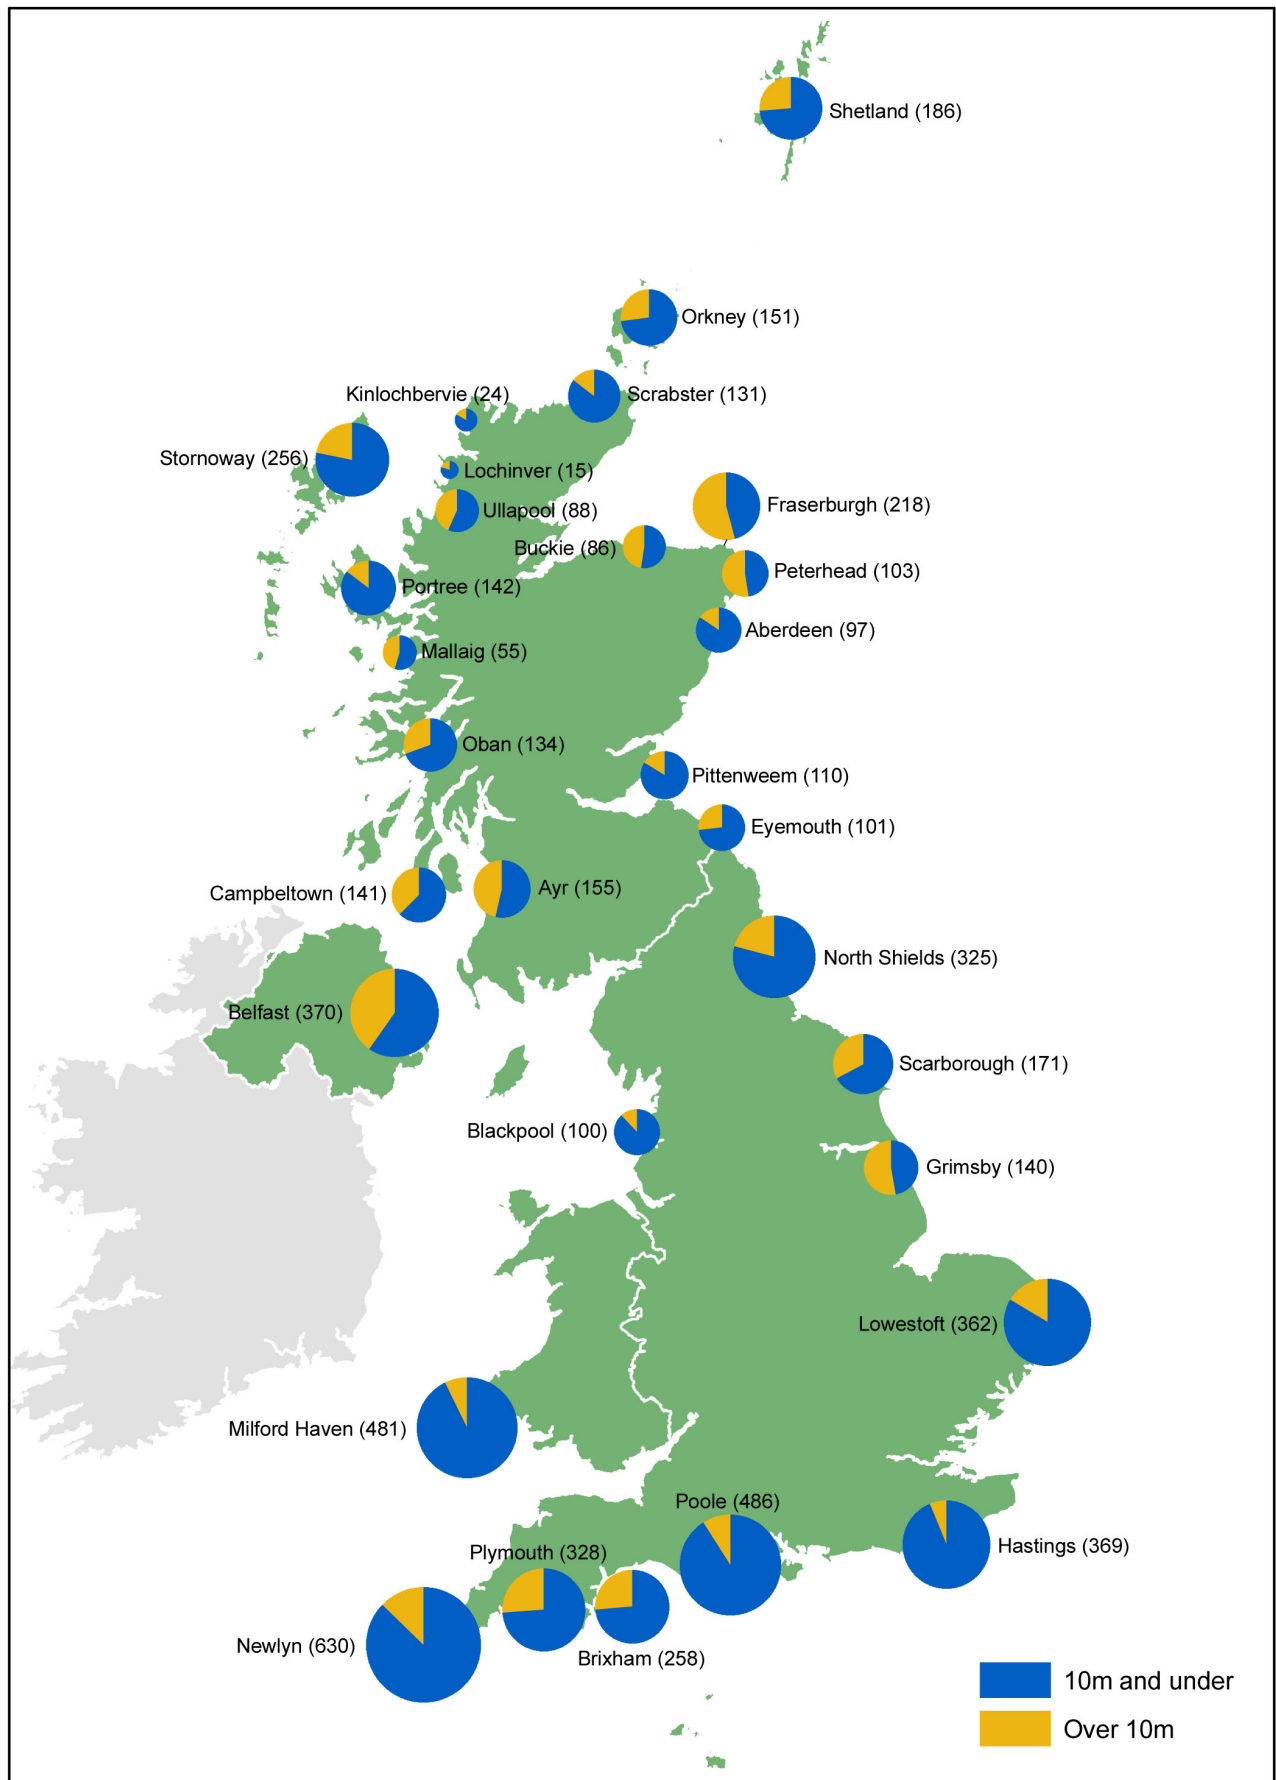 Shetland (186)
Orkney (151)
Kinlochbervie (24)
Scrabster (131)
Stornoway (256)
Lochinver (15)
Ullapool (88)
Fraserburgh (218)
Buckie (86)
Peterhead (103)
Portree (142)
Aberdeen (97)
Mallaig (55)
Oban (134)
Pittenweem (110)
Eyemouth (101)
Campbeltown (141)
Ayr (155)
North Shields (325)
Belfast (370)
Scarborough (171)
Blackpool (100)
Grimsby (140)
Lowestoft (362)
Milford Haven (481)
Poole (486)
Hastings (369)
Plymouth (328)
Newlyn (630)
Brixham (258)
10m and under
Over 10m